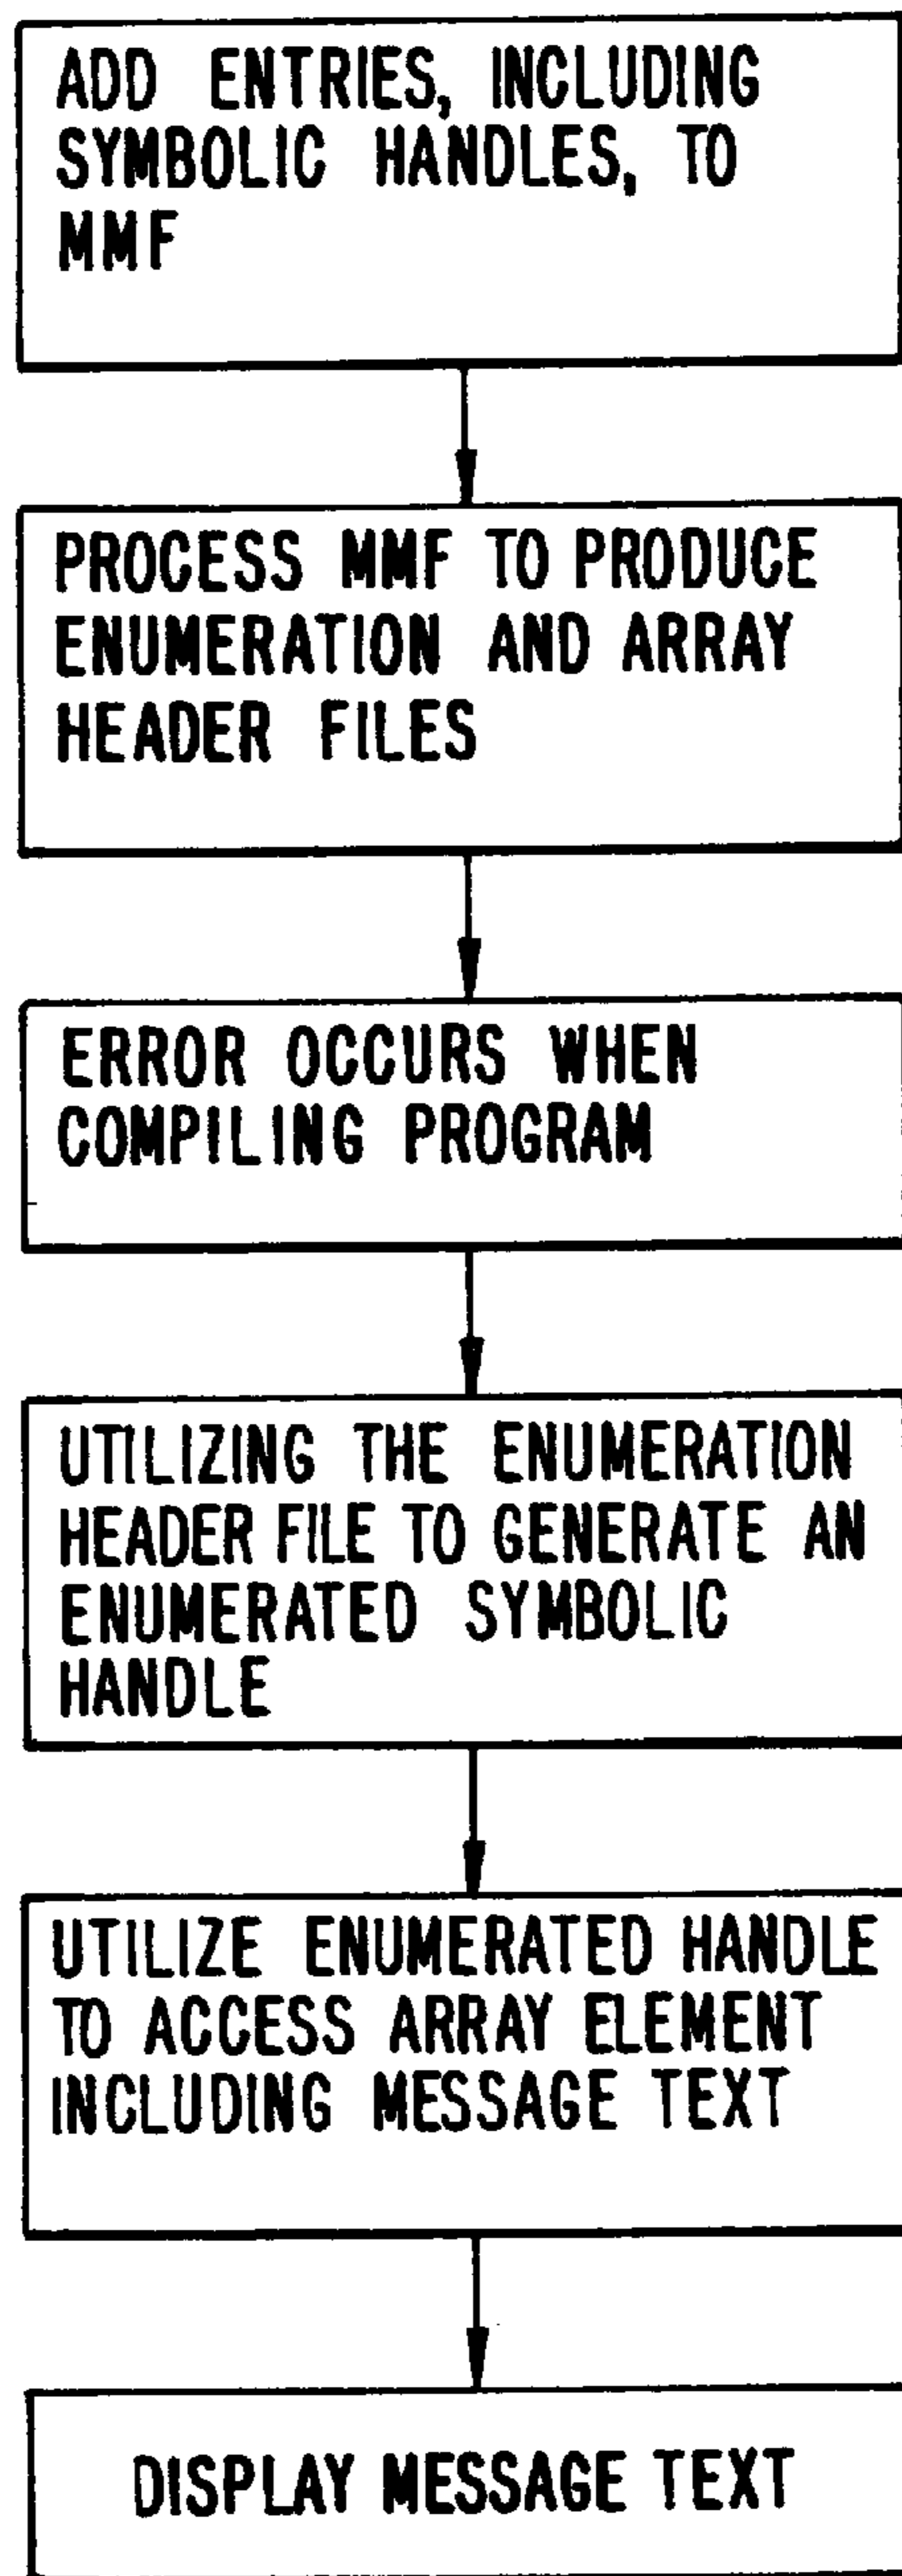 ADD ENTRIES, INCLUDING
SYMBOLIC HANDLES, TO
MMF
PROCESS MMF TO PRODUCE
ENUMERATION AND ARRAY
HEADER FILES
ERROR OCCURS WHEN
COMPILING PROGRAM
UTILIZING THE ENUMERATION
HEADER FILE TO GENERATE AN
ENUMERATED SYMBOLIC
HANDLE
UTILIZE ENUMERATED HANDLE
TO ACCESS ARRAY ELEMENT
INCLUDING MESSAGE TEXT
DISPLAY MESSAGE TEXT